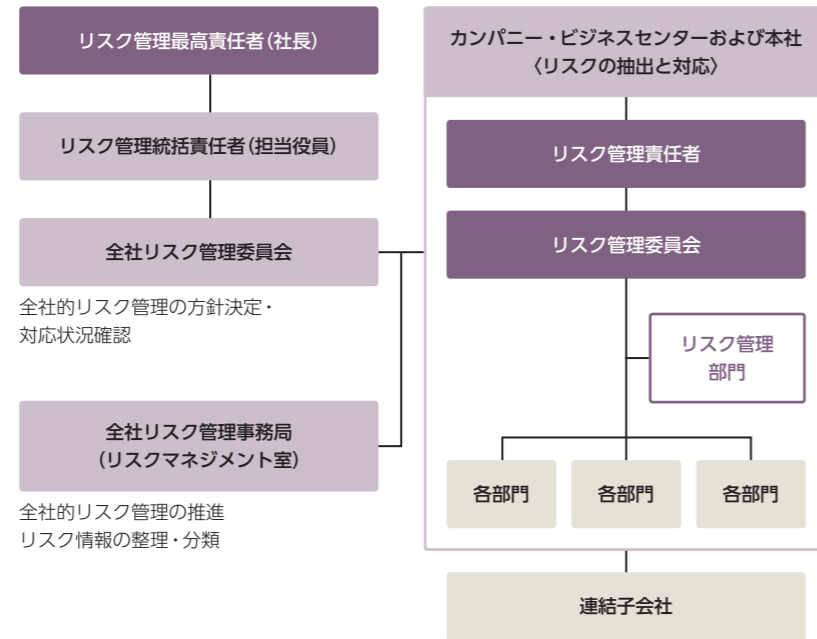 リスク管理最高責任者(社長)
リスク管理統括責任者(担当役員)
全社リスク管理委員会
全社的リスク管理の方針決定・
対応状況確認
全社リスク管理事務局
(リスクマネジメント室)
全社的リスク管理の推進
リスク情報の整理・分類
カンパニー・ビジネスセンターおよび本社
〈リスクの抽出と対応〉
リスク管理責任者
リスク管理委員会
リスク管理
部門
各部門
各部門
各部門
連結子会社